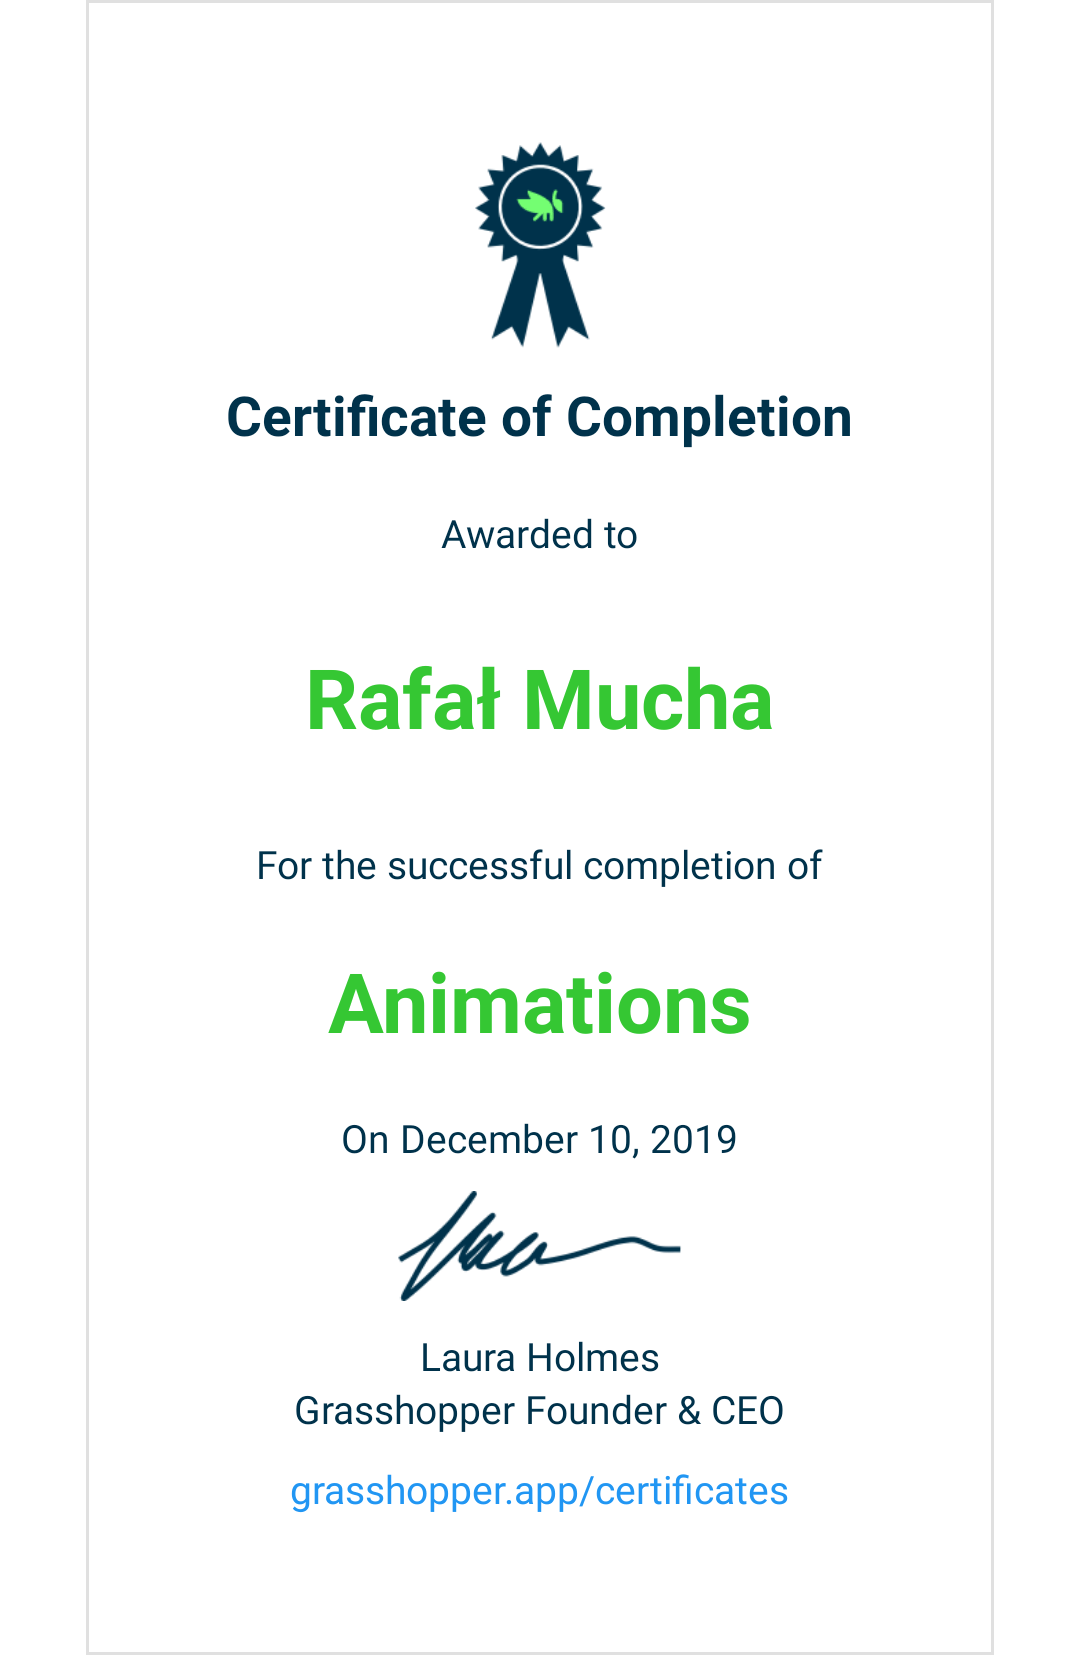 Certificate of Completion
Awarded to
Rafał Mucha
For the successful completion of
Animations
On December 10, 2019
Laura Holmes
Grasshopper Founder & CEO
grasshopper.app/certificates